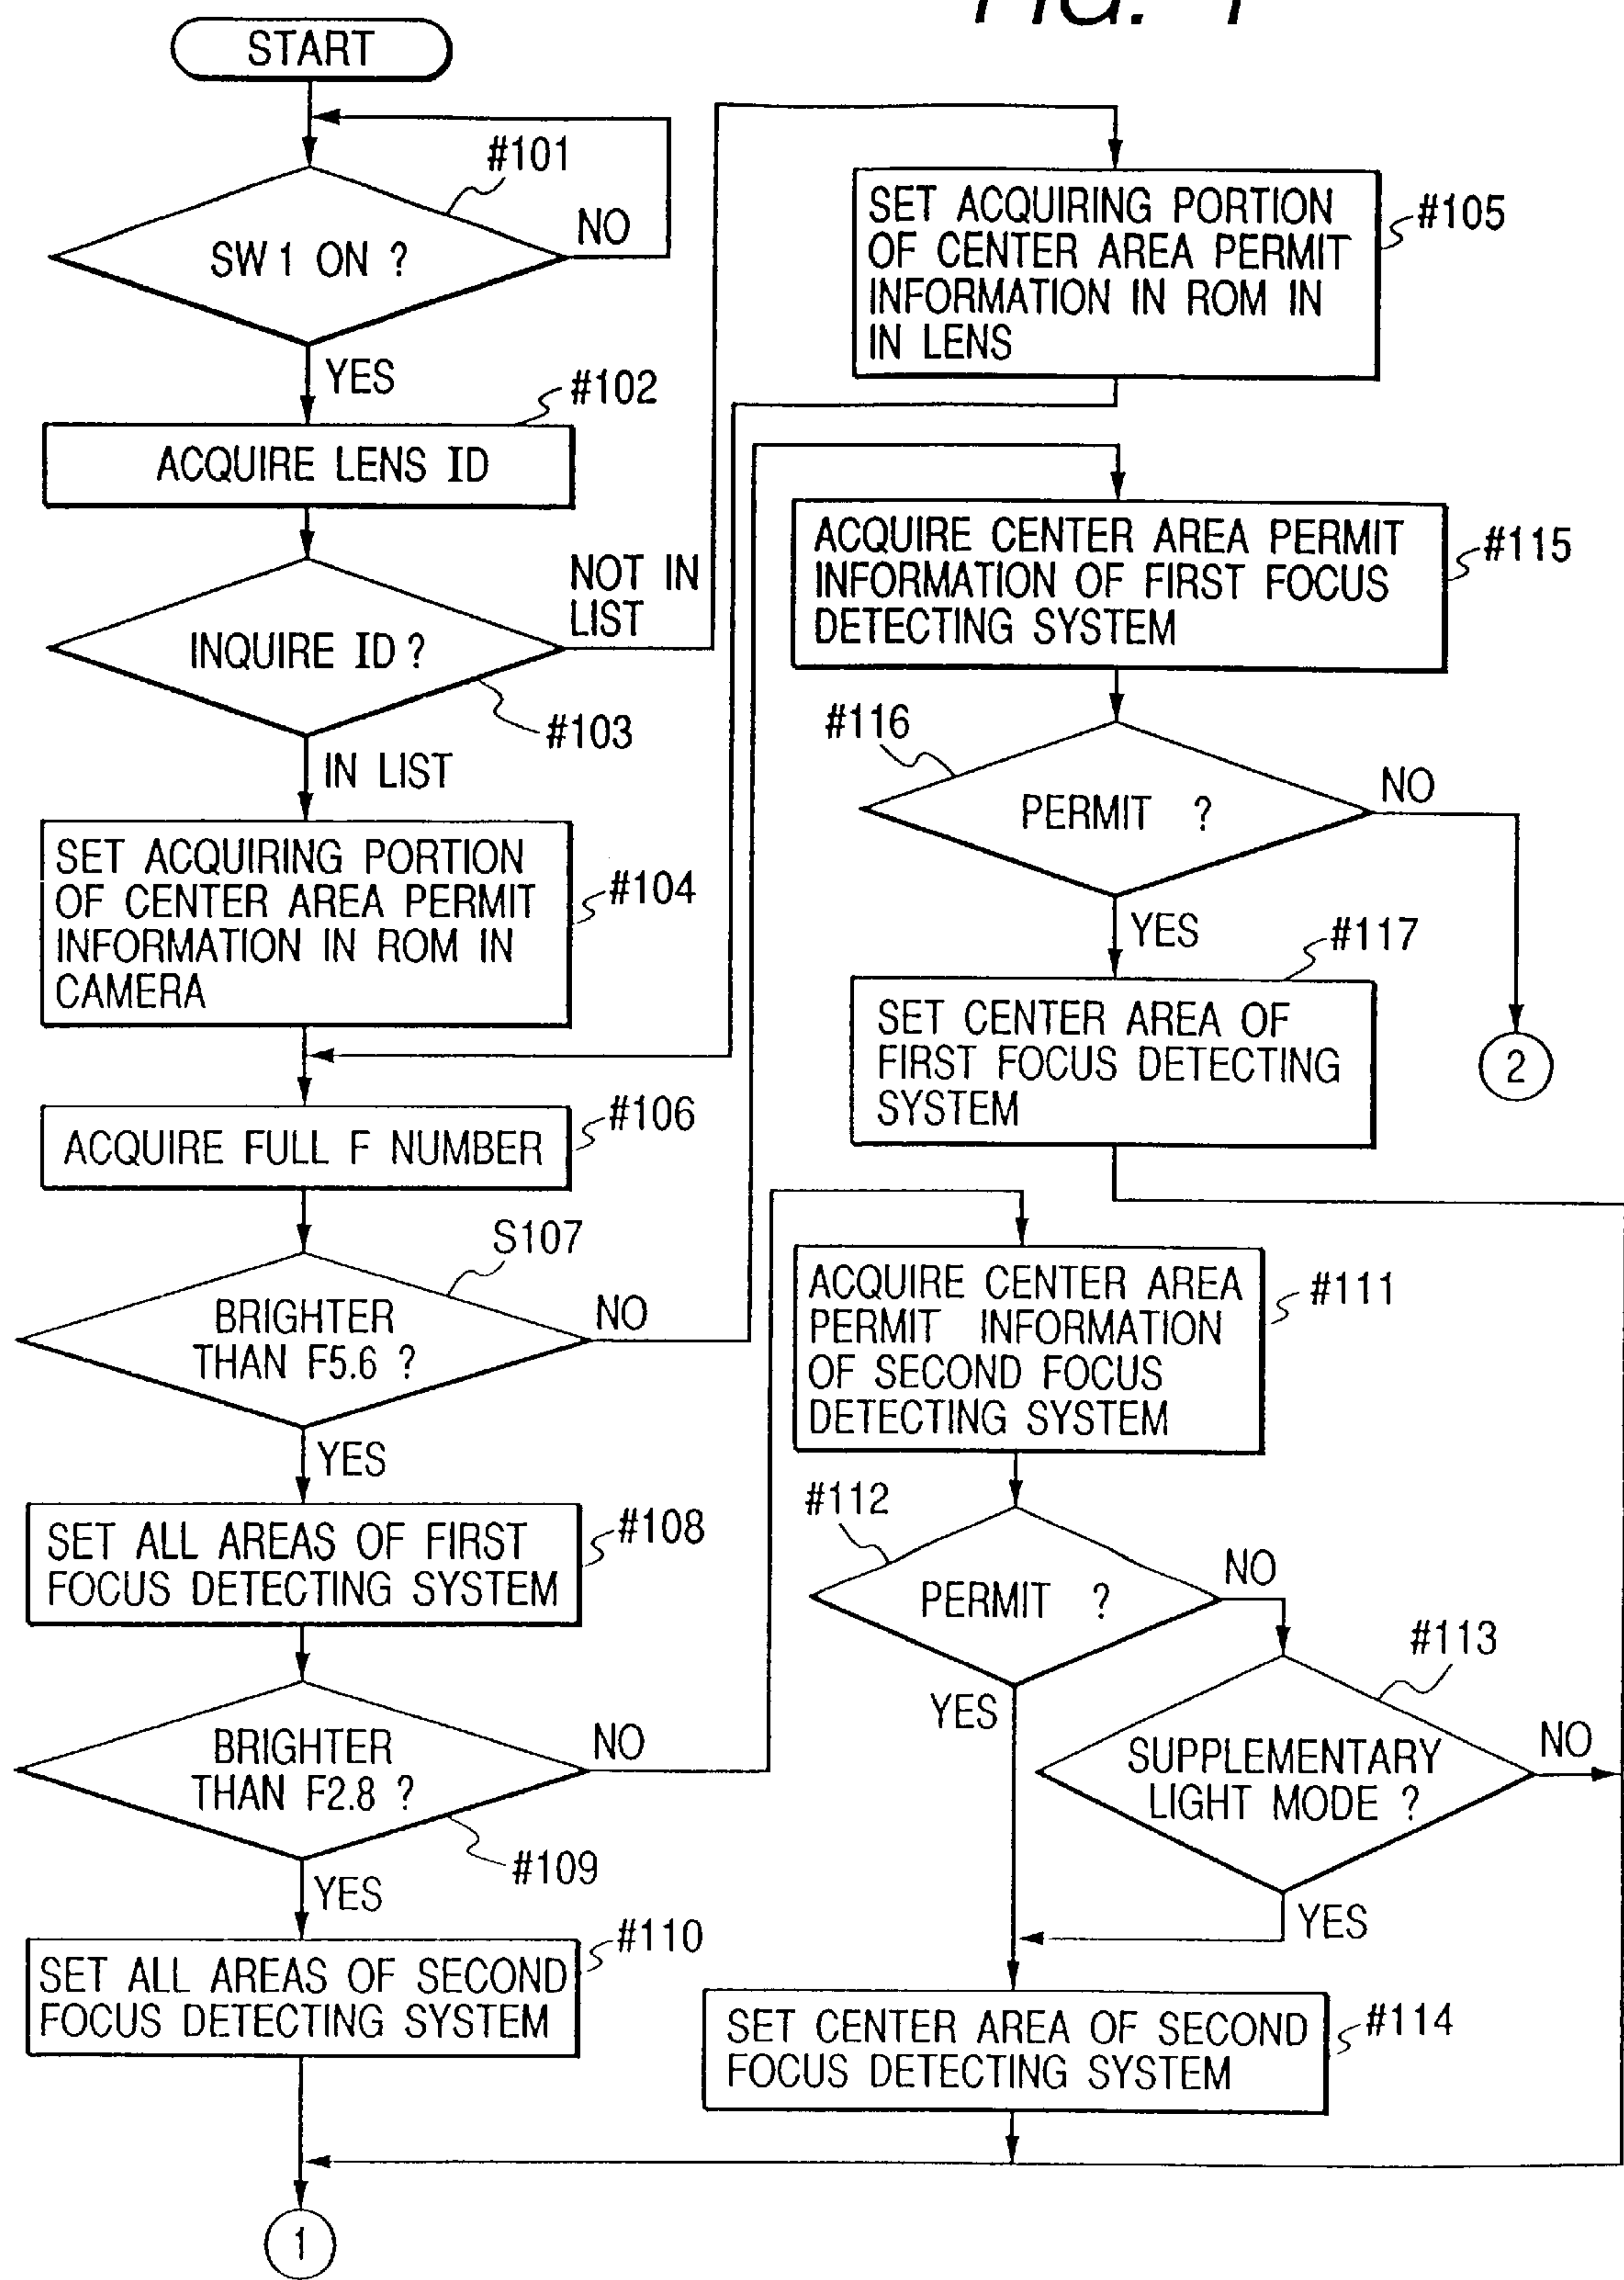 FIG. 1
START
#101
SW1 ON ?
NO
YES
#102
ACQUIRE LENS ID
INQUIRE ID ?
NOT IN
LIST
#103
IN LIST
SET ACQUIRING PORTION
OF CENTER AREA PERMIT
INFORMATION IN ROM IN
CAMERA
#104
SET ACQUIRING PORTION
OF CENTER AREA PERMIT
INFORMATION IN ROM IN
IN LENS
#105
ACQUIRE FULL F NUMBER
#106
S107
BRIGHTER
THAN F5.6 ?
NO
YES
SET ALL AREAS OF FIRST
FOCUS DETECTING SYSTEM
#108
BRIGHTER
THAN F2.8 ?
NO
#109
YES
SET ALL AREAS OF SECOND
FOCUS DETECTING SYSTEM
#110
1
ACQUIRE CENTER AREA PERMIT
INFORMATION OF FIRST FOCUS
DETECTING SYSTEM
#115
#116
PERMIT ?
NO
YES
#117
SET CENTER AREA OF
FIRST FOCUS DETECTING
SYSTEM
2
ACQUIRE CENTER AREA
PERMIT INFORMATION
OF SECOND FOCUS
DETECTING SYSTEM
#111
#112
PERMIT ?
NO
YES
#113
SUPPLEMENTARY
LIGHT MODE ?
NO
YES
SET CENTER AREA OF SECOND
FOCUS DETECTING SYSTEM
#114